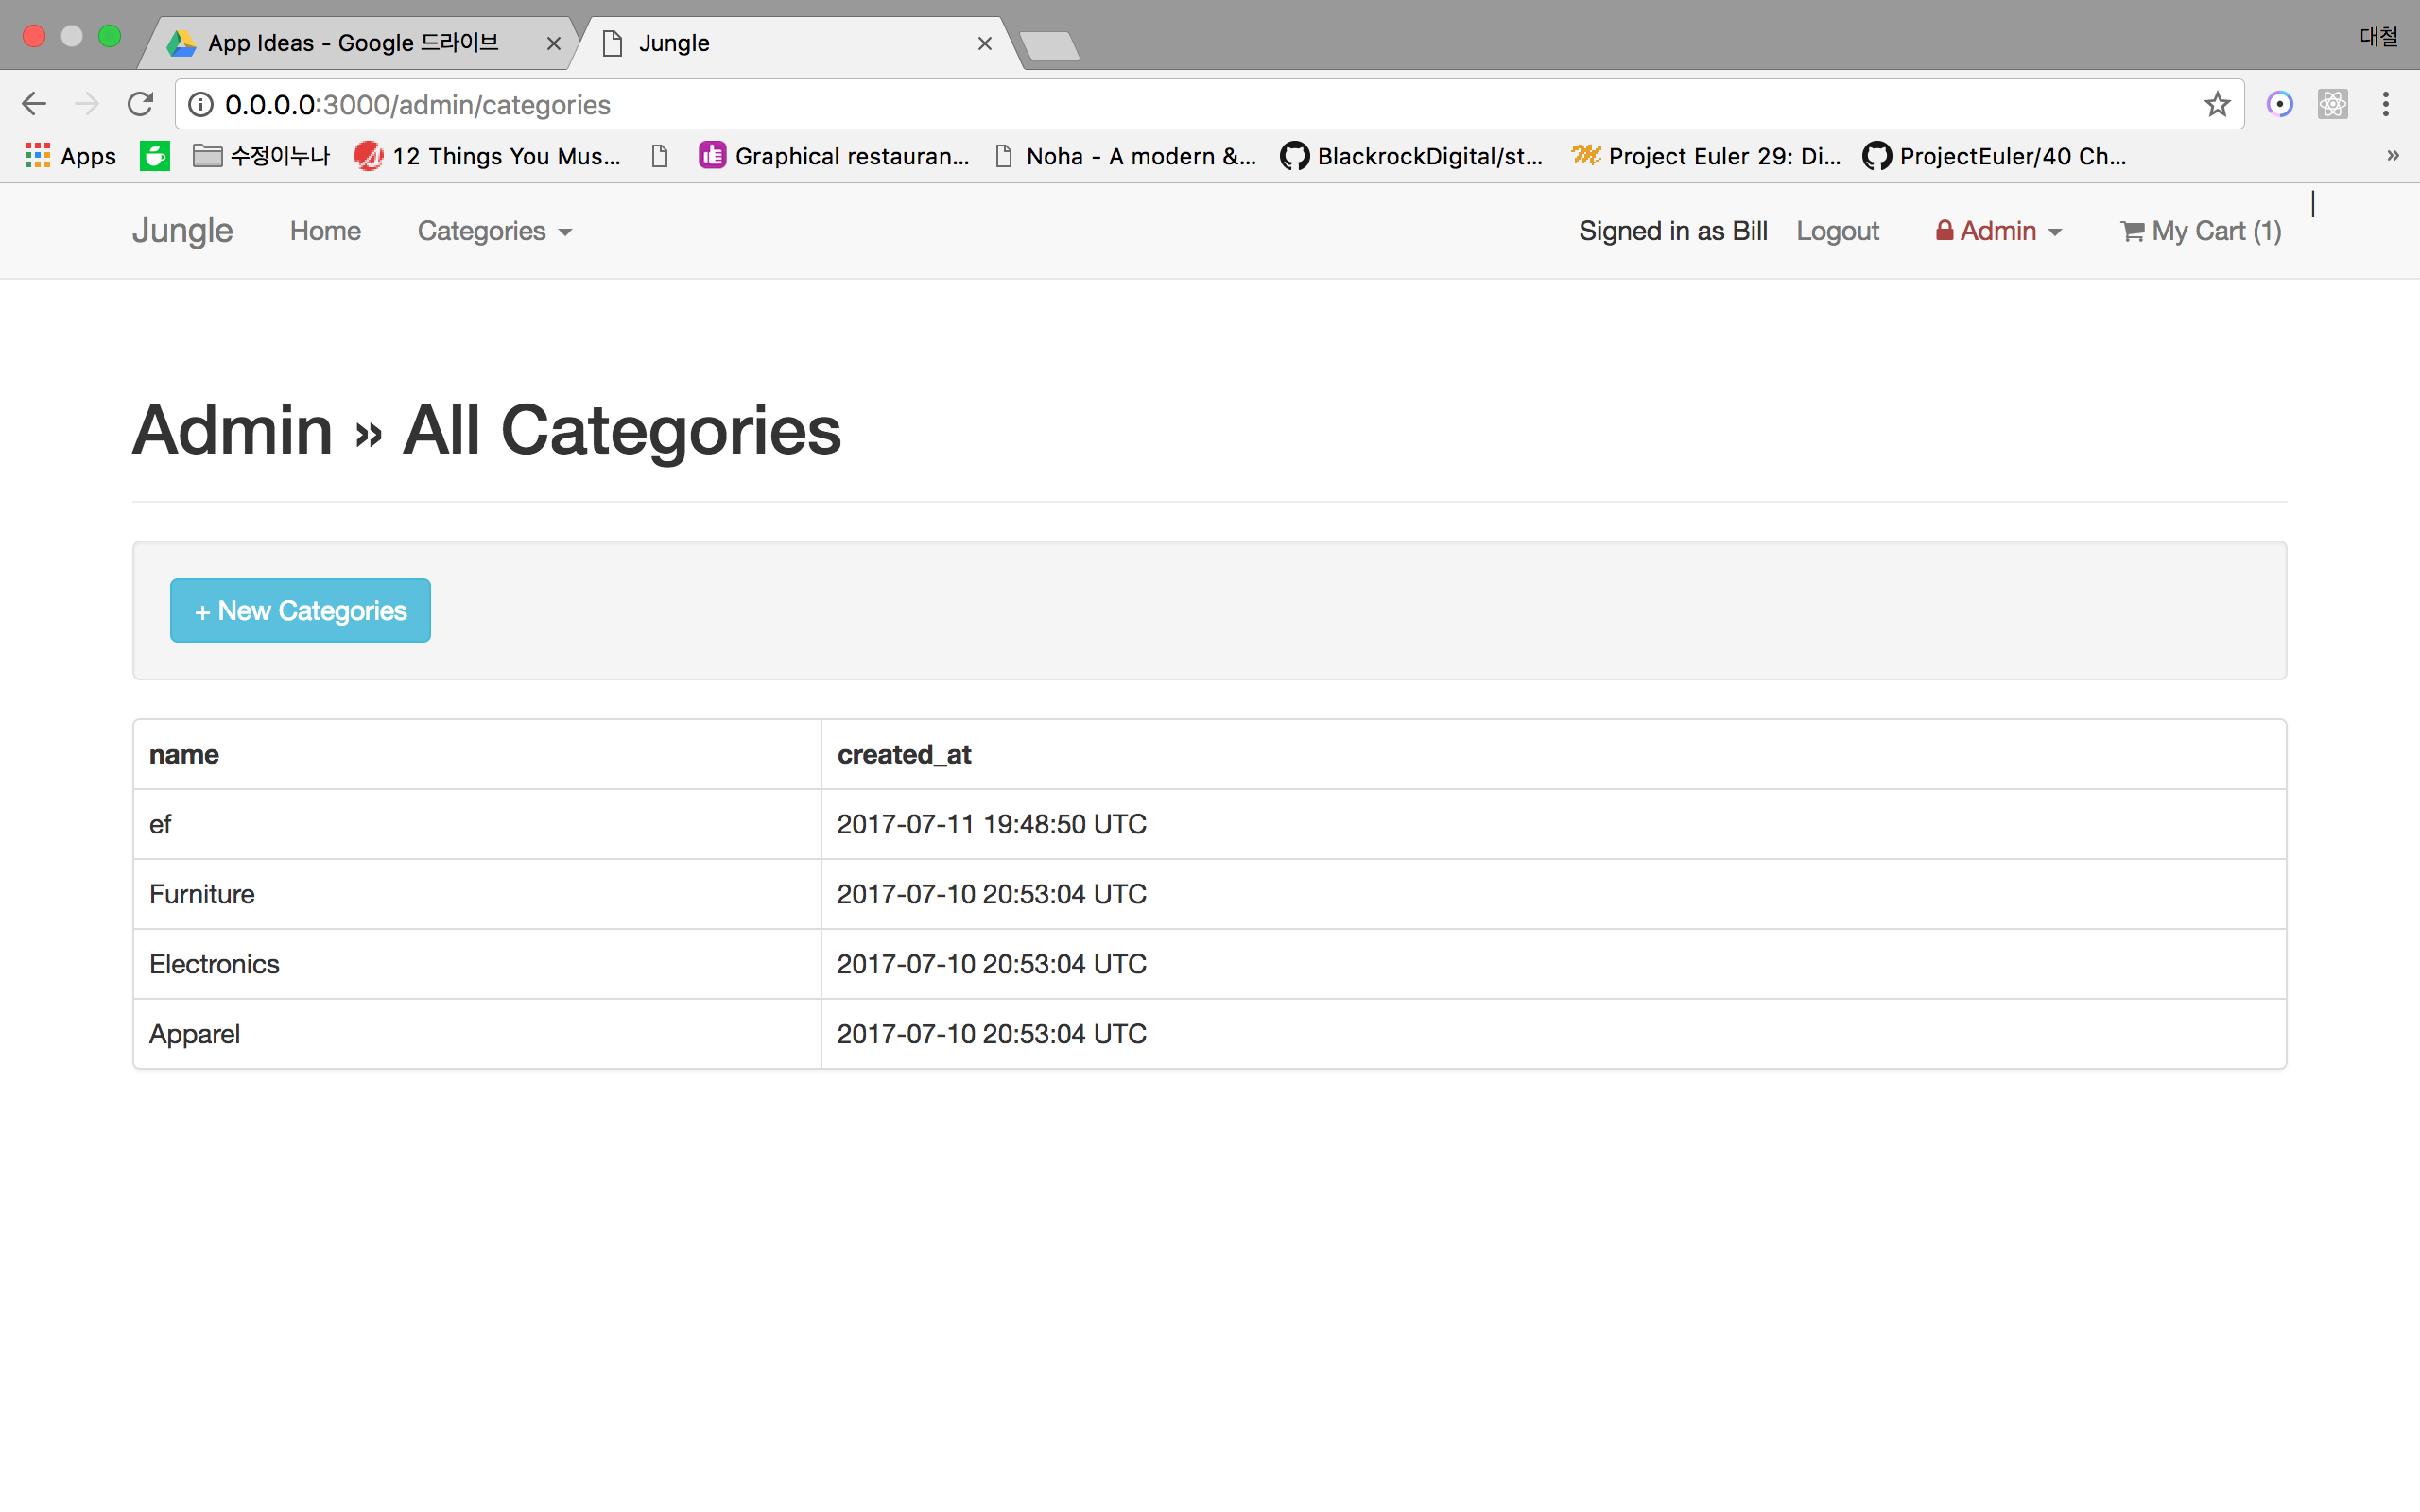 App Ideas - Google 드라이브
Jungle
대철
0.0.0.0:3000/admin/categories
Apps 수정이누나 12 Things You Mus... Graphical restauran... Noha - A modern &... BlackrockDigital/st... Project Euler 29: Di... ProjectEuler/40 Ch... »
Jungle Home Categories Signed in as Bill Logout Admin My Cart (1)
Admin » All Categories
+ New Categories
name created_at
ef 2017-07-11 19:48:50 UTC
Furniture 2017-07-10 20:53:04 UTC
Electronics 2017-07-10 20:53:04 UTC
Apparel 2017-07-10 20:53:04 UTC